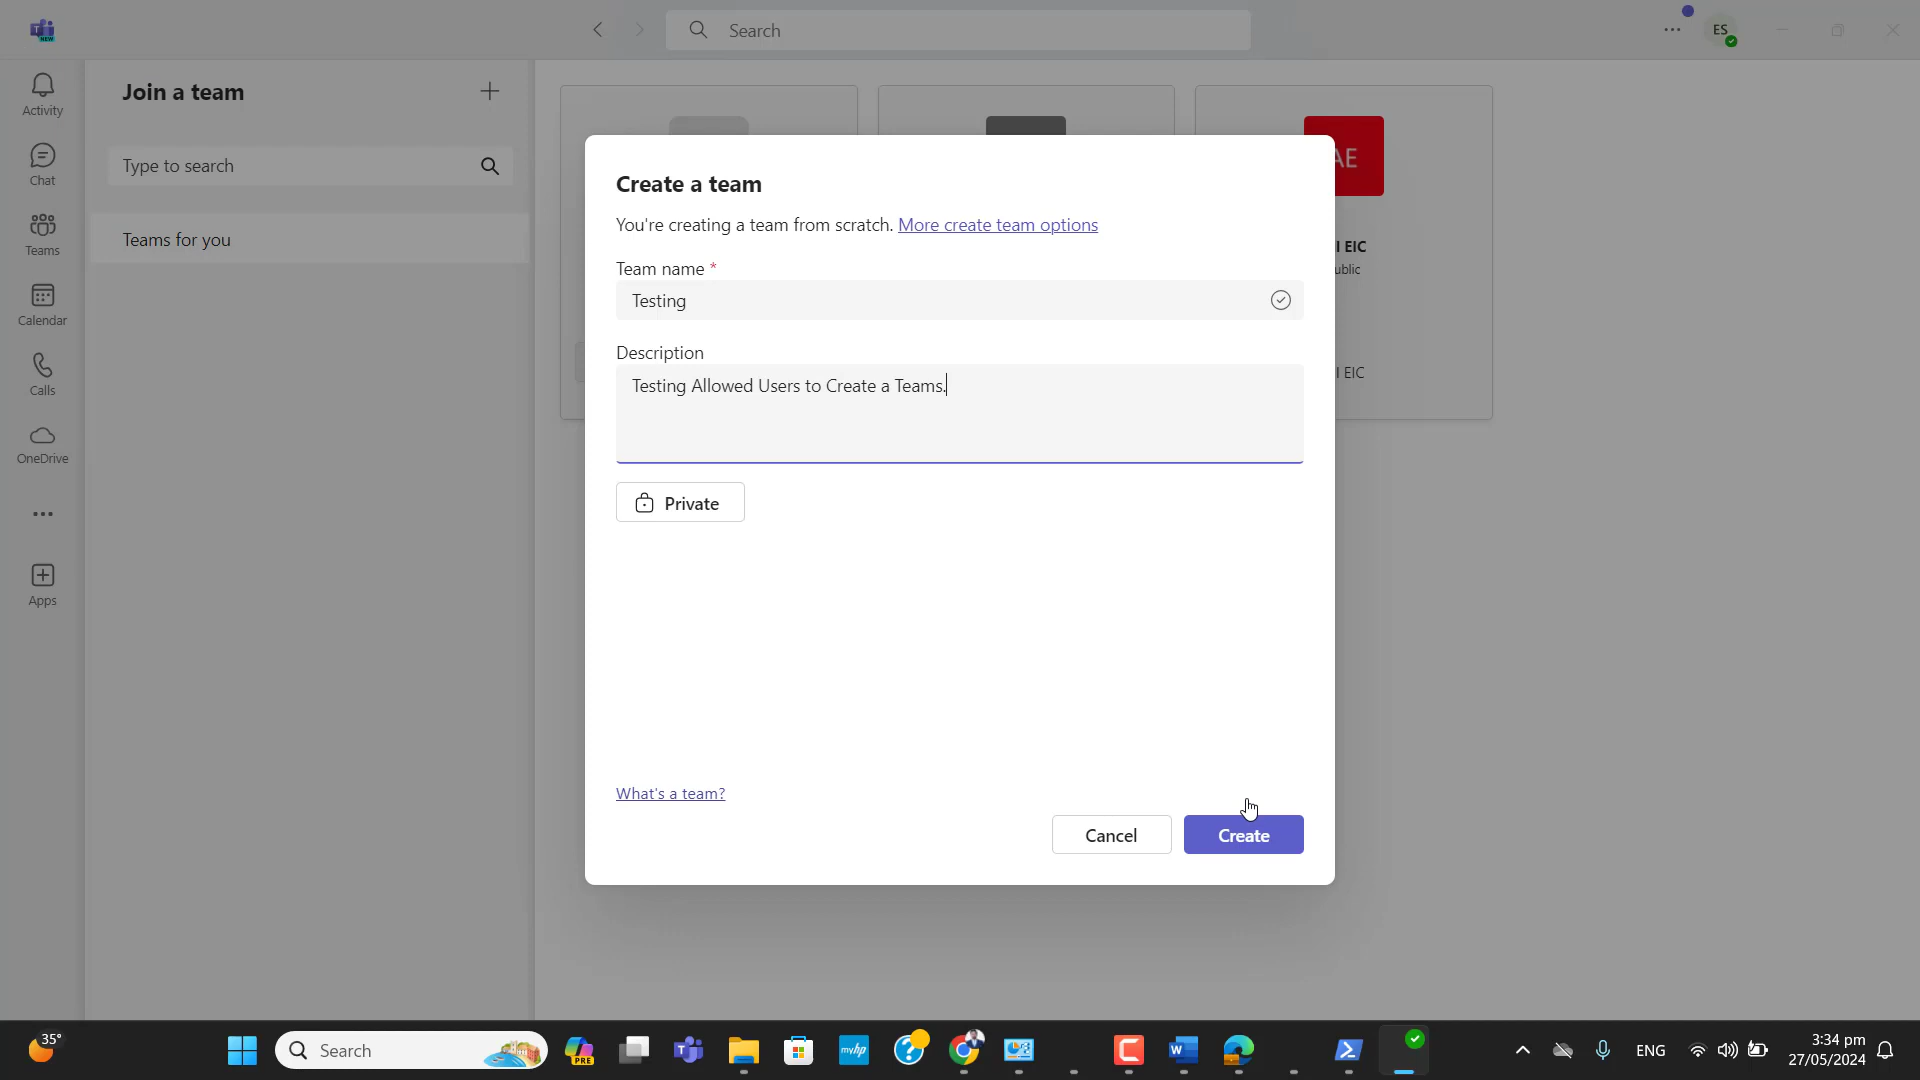 Search
ES
Activity
Chat
Teams
Calendar
Calls
OneDrive
Apps
Join a team
Type to search
Teams for you
AE
I EIC
ublic
I EIC
Create a team
You're creating a team from scratch. More create team options
Team name *
Testing
Description
Testing Allowed Users to Create a Teams.
Private
What's a team?
Cancel
Create
35°
Search
PRE
myhp
ENG
3:34 pm
27/05/2024